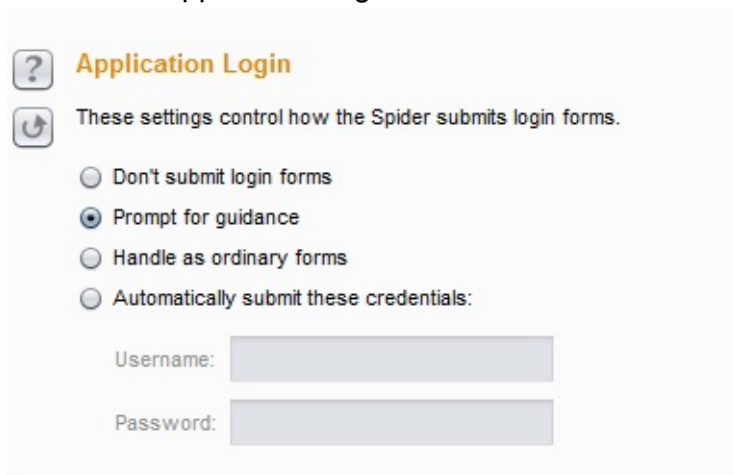 Application Login
These settings control how the Spider submits login forms.
Don't submit login forms
Prompt for guidance
Handle as ordinary forms
Automatically submit these credentials:
Username:
Password: